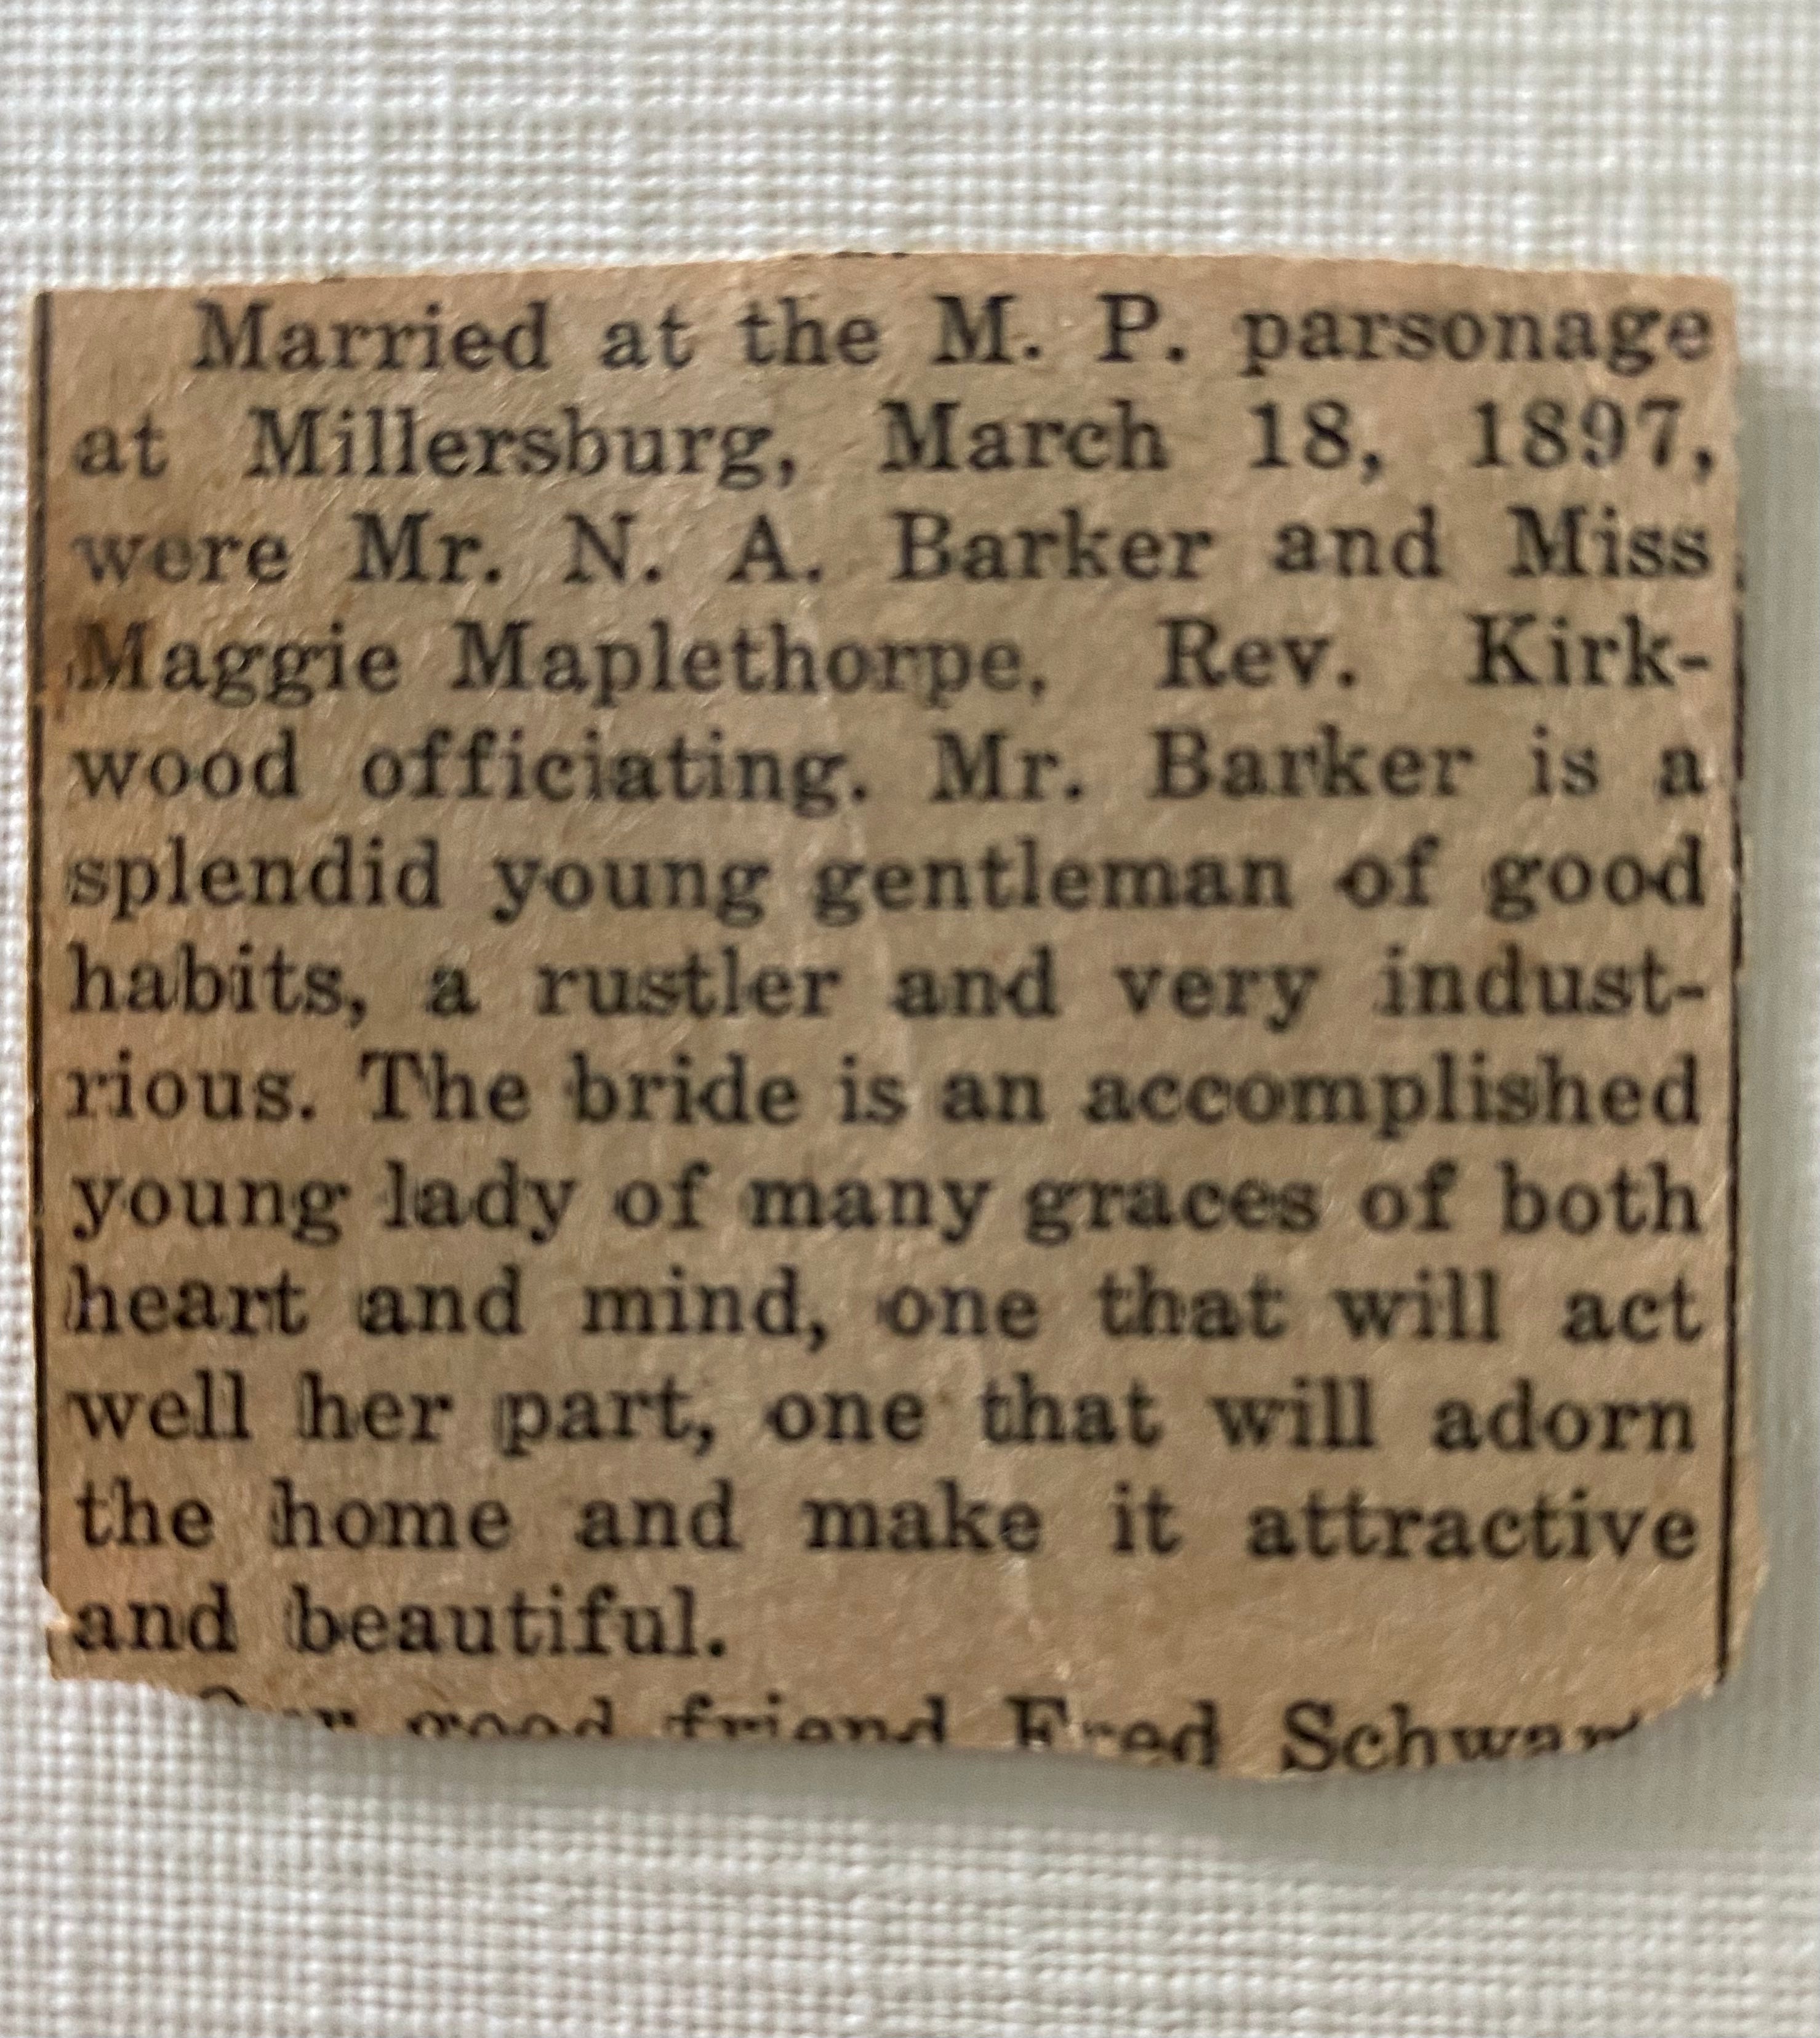 Married at the M. P. parsonage
at Millersburg, March 18, 1897,
were Mr. N. A. Barker and Miss
Maggie Maplethorpe, Rev. Kirk-
wood officiating. Mr. Barker is a
splendid young gentleman of good
habits, a rustler and very indust-
rious. The bride is an accomplished
young lady of many graces of both
heart and mind, one that will act
well her part, one that will adorn
the home and make it attractive
and beautiful.
good friend Fred